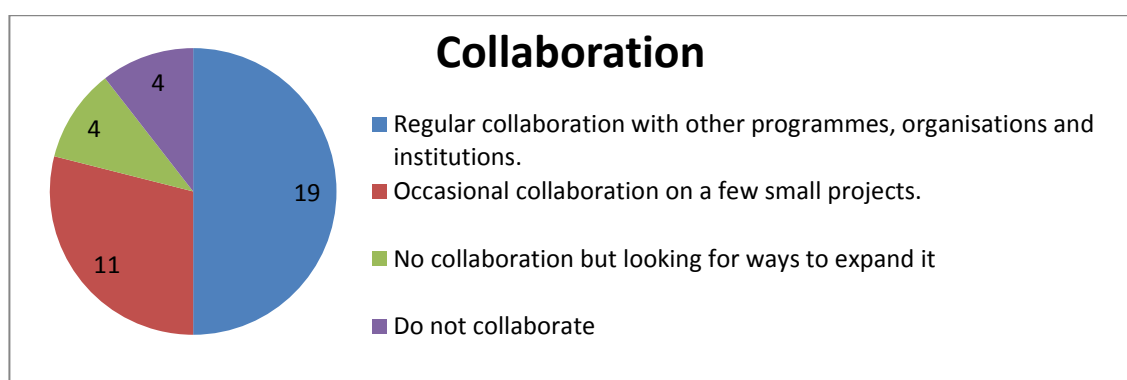 Collaboration
4
4
19
11
Regular collaboration with other programmes, organisations and
institutions.
Occasional collaboration on a few small projects.
No collaboration but looking for ways to expand it
Do not collaborate